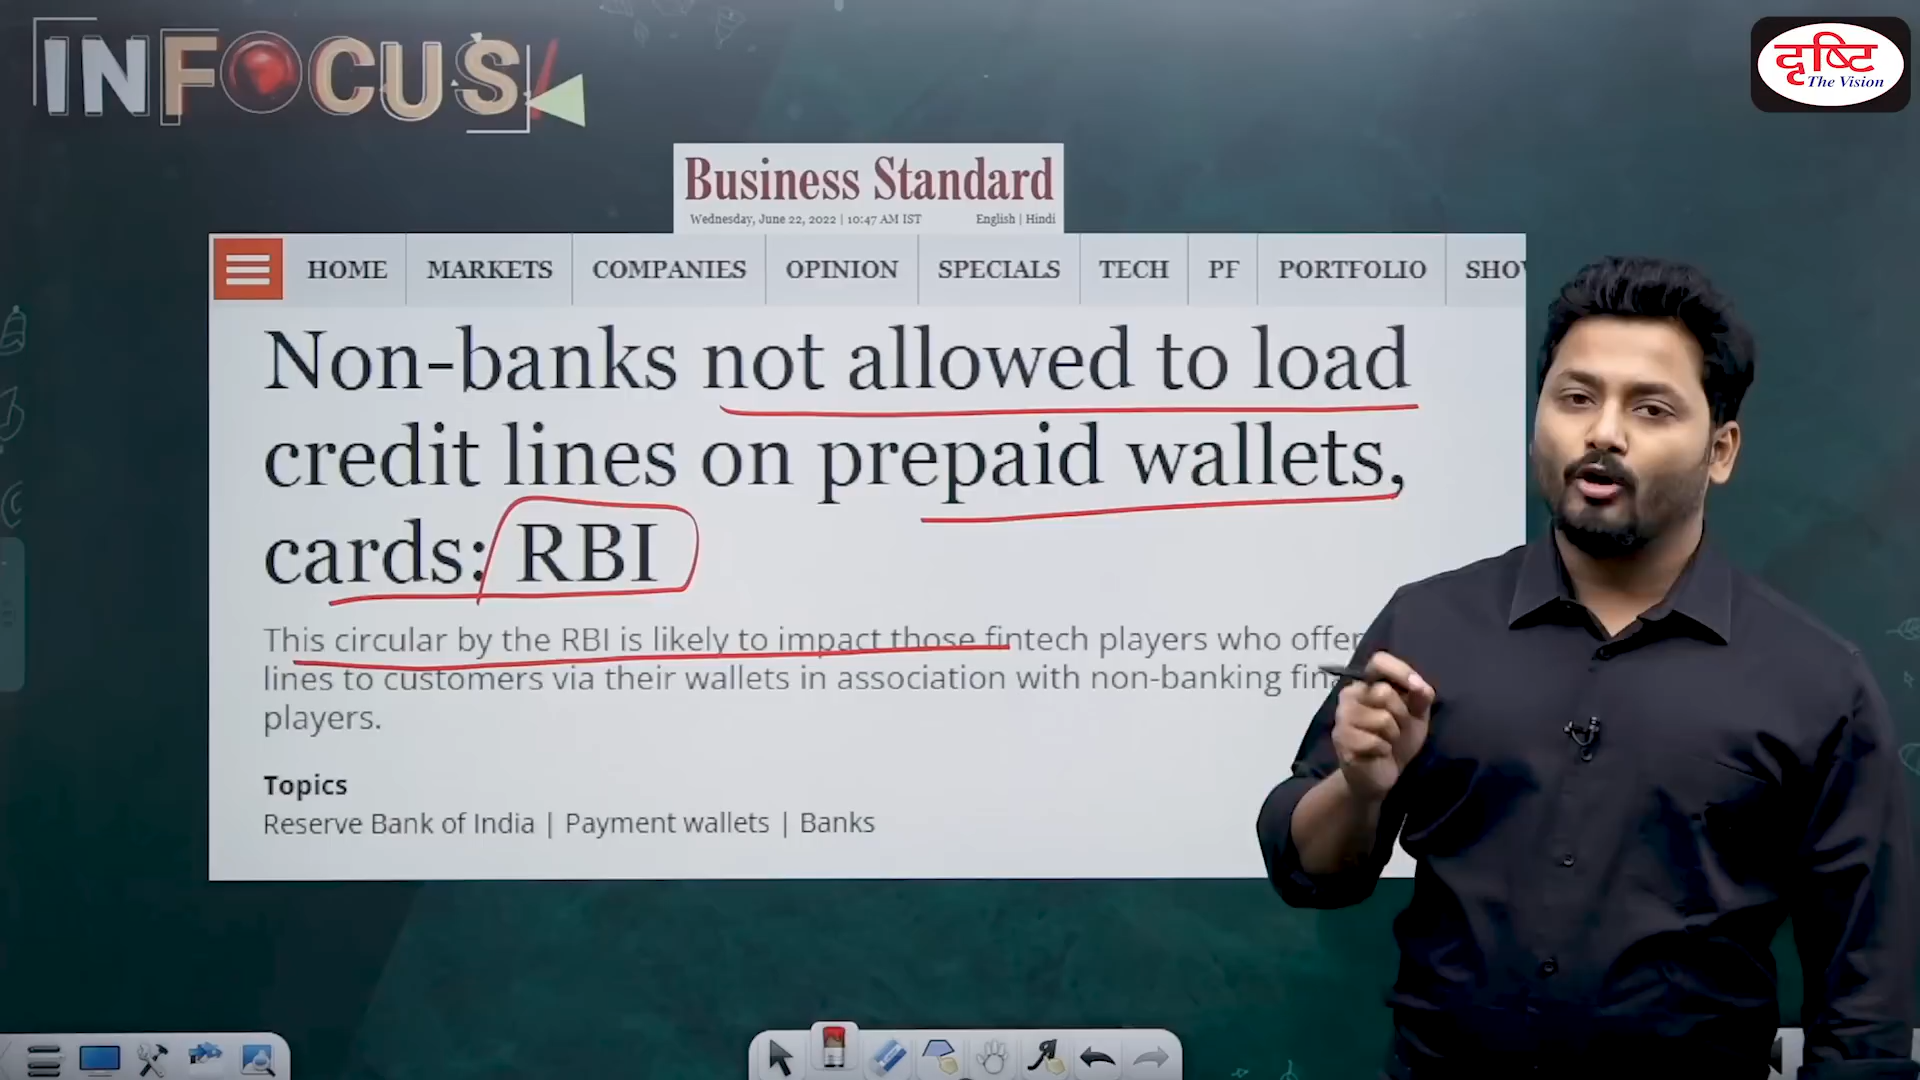 INFOCUS
दृष्टि
The Vision
Business Standard
Wednesday, June 22, 2022 | 10:47 AM IST English | Hindi
HOME MARKETS COMPANIES OPINION SPECIALS TECH PF PORTFOLIO
Non-banks not allowed to load
credit lines on prepaid wallets,
cards: RBI
This circular by the RBI is likely to impact those fintech players who offer
lines to customers via their wallets in association with non-banking
players.
Topics
Reserve Bank of India | Payment wallets | Banks